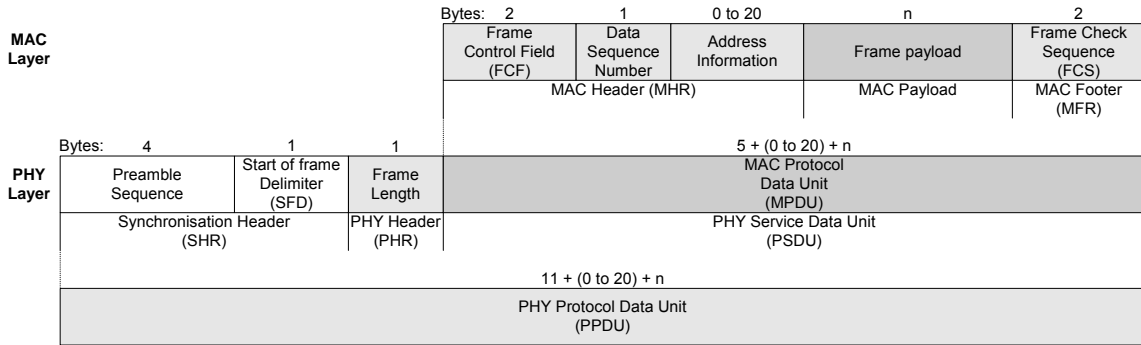 Bytes: 2 1 0 to 20 n 2
MAC
Layer
Frame
Control Field
(FCF)
Data
Sequence
Number
Address
Information
Frame payload
Frame Check
Sequence
(FCS)
MAC Header (MHR)
MAC Payload
MAC Footer
(MFR)
Bytes: 4 1 1 5 + (0 to 20) + n
PHY
Layer
Preamble
Sequence
Start of frame
Delimiter
(SFD)
Frame
Length
MAC Protocol
Data Unit
(MPDU)
Synchronisation Header
(SHR)
PHY Header
(PHR)
PHY Service Data Unit
(PSDU)
11 + (0 to 20) + n
PHY Protocol Data Unit
(PPDU)